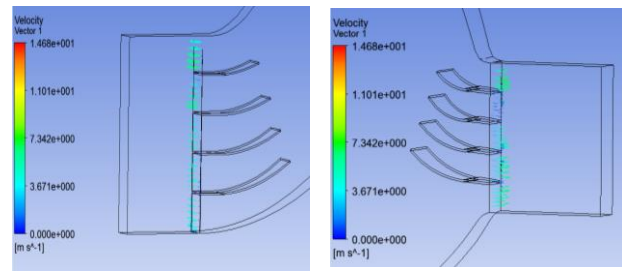 Velocity
Vector 1
1.468e+001
1.101e+001
7.342e+000
3.671e+000
0.000e+000
[m s^-1]
Velocity
Vector 1
1.468e+001
1.101e+001
7.342e+000
3.671e+000
0.000e+000
[m s^-1]